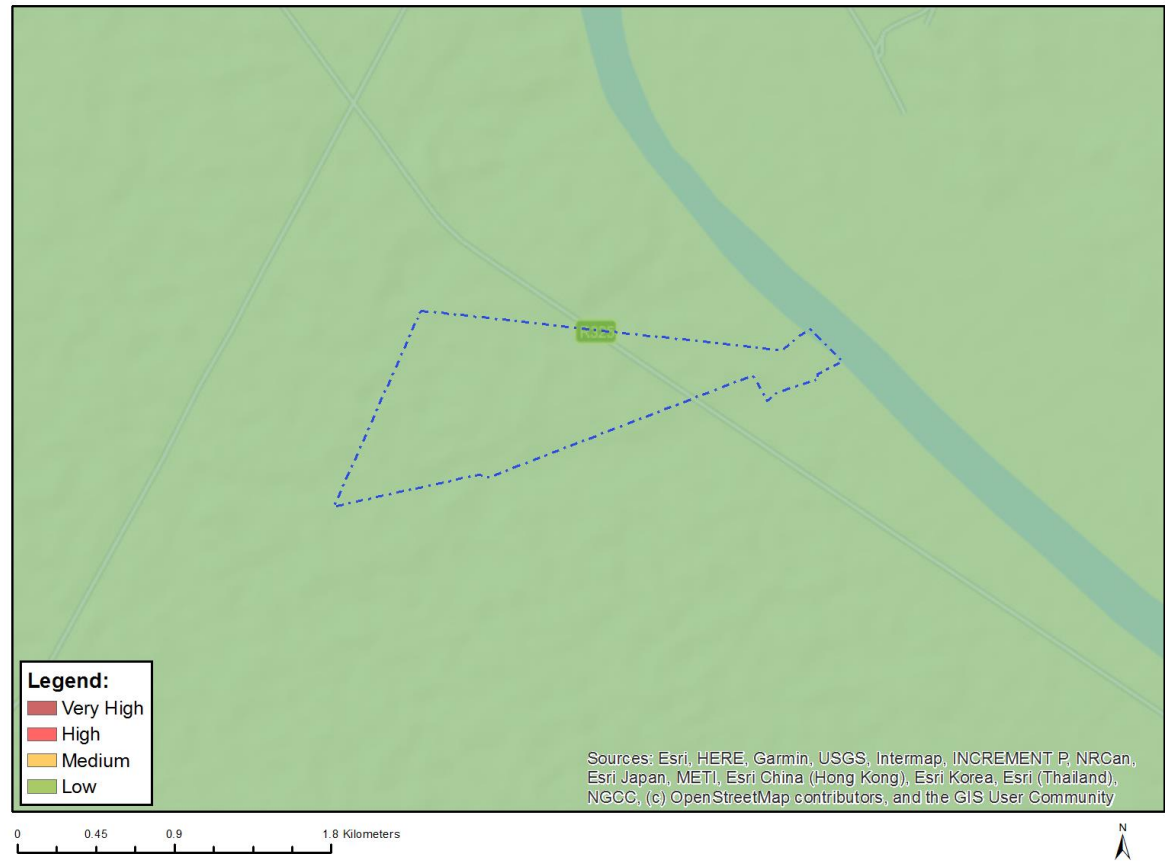 Legend:
Very High
High
Medium
Low
Sources: Esri, HERE, Garmin, USGS, Intermap, INCREMENT P, NRCan,
Esri Japan, METI, Esri China (Hong Kong), Esri Korea, Esri (Thailand),
NGCC, (c) OpenStreetMap contributors, and the GIS User Community
0 0.45 0.9 1.8 Kilometers
N